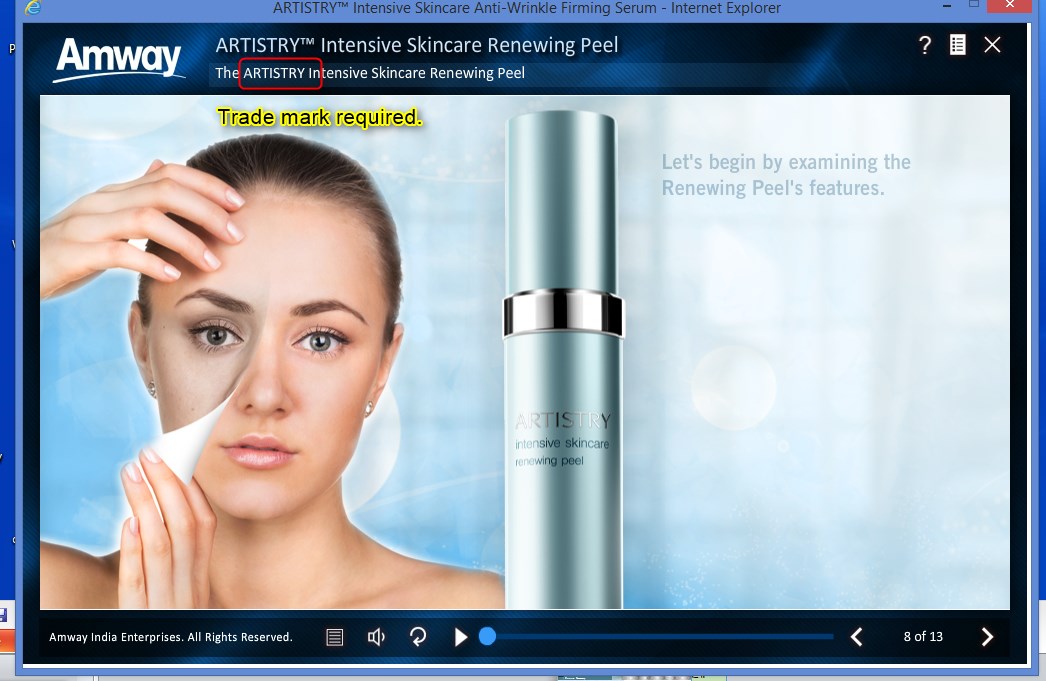 ARTISTRY™ Intensive Skincare Anti-Wrinkle Firming Serum - Internet Explorer
Amway
ARTISTRY™ Intensive Skincare Renewing Peel
?
The ARTISTRY Intensive Skincare Renewing Peel
Trade mark required.
Let's begin by examining the
Renewing Peel's features.
ARTISTRY
intensive skincare
renewing peel
Amway India Enterprises. All Rights Reserved.
8 of 13